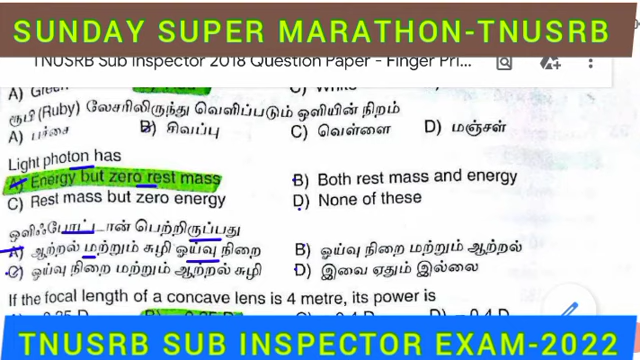 SUNDAY SUPER MARATHON-TNUSRB
TNUSRB Sub Inspector 2018 Question Paper - Finger Pri...
A) Green C) White
ரூபி (Ruby) லேசரிலிருந்து வெளிப்படும் ஒளியின் நிறம்
A) பச்சை B) சிவப்பு C) வெள்ளை D) மஞ்சள்
Light photon has
A) Energy but zero rest mass B) Both rest mass and energy
C) Rest mass but zero energy D) None of these
ஒளிஃபோட்டான் பெற்றிருப்பது
A) ஆற்றல் மற்றும் சுழி ஓய்வு நிறை B) ஓய்வு நிறை மற்றும் ஆற்றல்
C) ஓய்வு நிறை மற்றும் ஆற்றல் சுழி D) இவை ஏதும் இல்லை
If the focal length of a concave lens is 4 metre, its power is
TNUSRB SUB INSPECTOR EXAM-2022